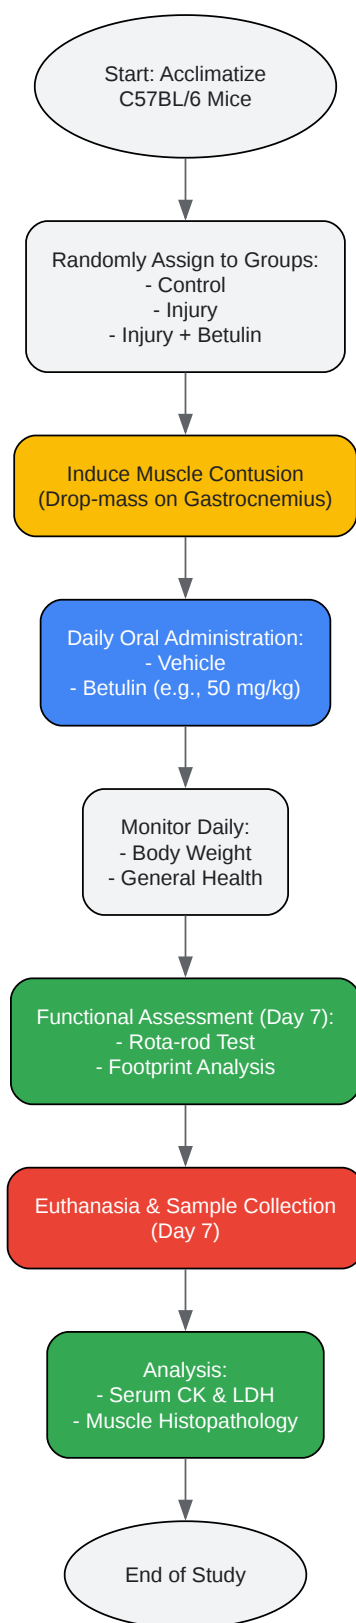 Start: Acclimatize
C57BL/6 Mice
Randomly Assign to Groups:
- Control
- Injury
- Injury + Betulin
Induce Muscle Contusion
(Drop-mass on Gastrocnemius)
Daily Oral Administration:
- Vehicle
- Betulin (e.g., 50 mg/kg)
Monitor Daily:
- Body Weight
- General Health
Functional Assessment (Day 7):
- Rota-rod Test
- Footprint Analysis
Euthanasia & Sample Collection
(Day 7)
Analysis:
- Serum CK & LDH
- Muscle Histopathology
End of Study